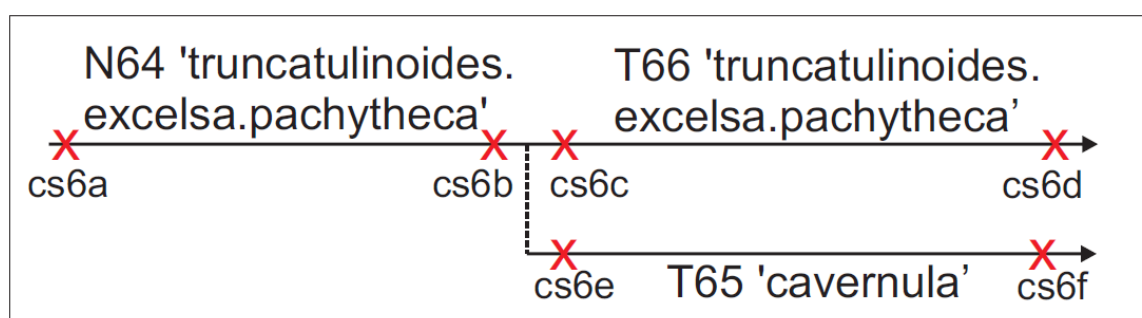 N64 'truncatulinoides.
excelsa.pachytheca'
T66 'truncatulinoides.
excelsa.pachytheca’
cs6a
cs6b
cs6c
cs6d
cs6e
T65 'cavernula’
cs6f